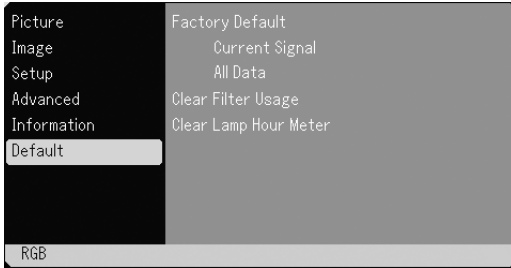 Picture
Image
Setup
Advanced
Information
Default
Factory Default
Current Signal
All Data
Clear Filter Usage
Clear Lamp Hour Meter
RGB